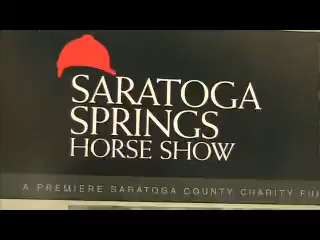 SARATOGA
SPRINGS
HORSE SHOW
A PREMIERE SARATOGA COUNTY CHARITY